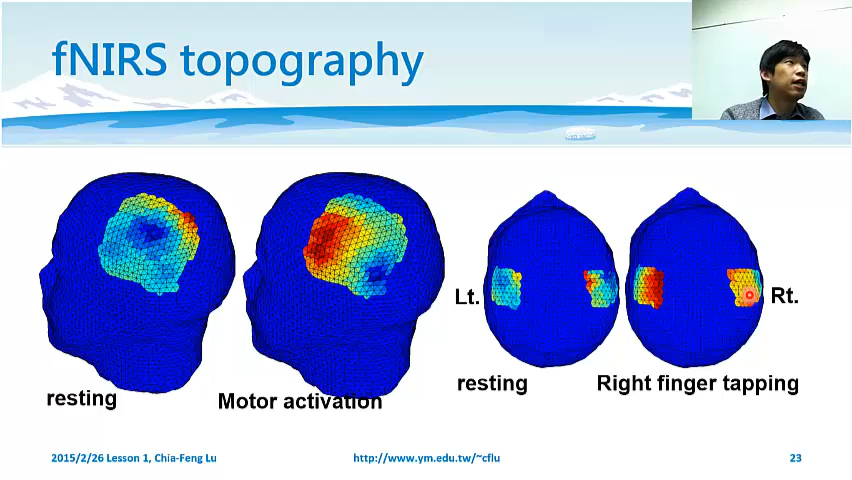 fNIRS topography
Lt.
Rt.
resting
Motor activation
resting
Right finger tapping
2015/2/26 Lesson 1, Chia-Feng Lu
http://www.ym.edu.tw/~cflu
23